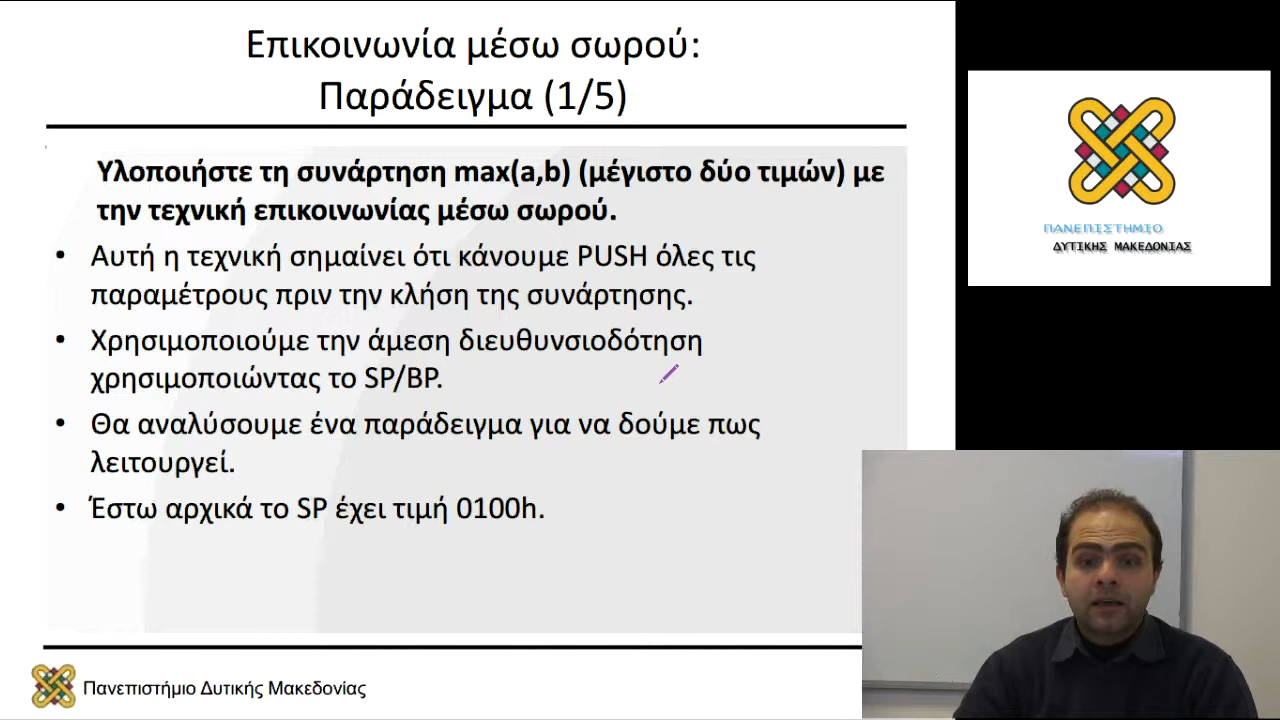 Επικοινωνία μέσω σωρού:
Παράδειγμα (1/5)
Υλοποιήστε τη συνάρτηση max(a,b) (μέγιστο δύο τιμών) με
την τεχνική επικοινωνίας μέσω σωρού.
• Αυτή η τεχνική σημαίνει ότι κάνουμε PUSH όλες τις
παραμέτρους πριν την κλήση της συνάρτησης.
• Χρησιμοποιούμε την άμεση διευθυνσιοδότηση
χρησιμοποιώντας το SP/BP.
• Θα αναλύσουμε ένα παράδειγμα για να δούμε πως
λειτουργεί.
• Έστω αρχικά το SP έχει τιμή 0100h.
Πανεπιστήμιο Δυτικής Μακεδονίας
ΠΑΝΕΠΙΣΤΗΜΙΟ
ΔΥΤΙΚΗΣ ΜΑΚΕΔΟΝΙΑΣ